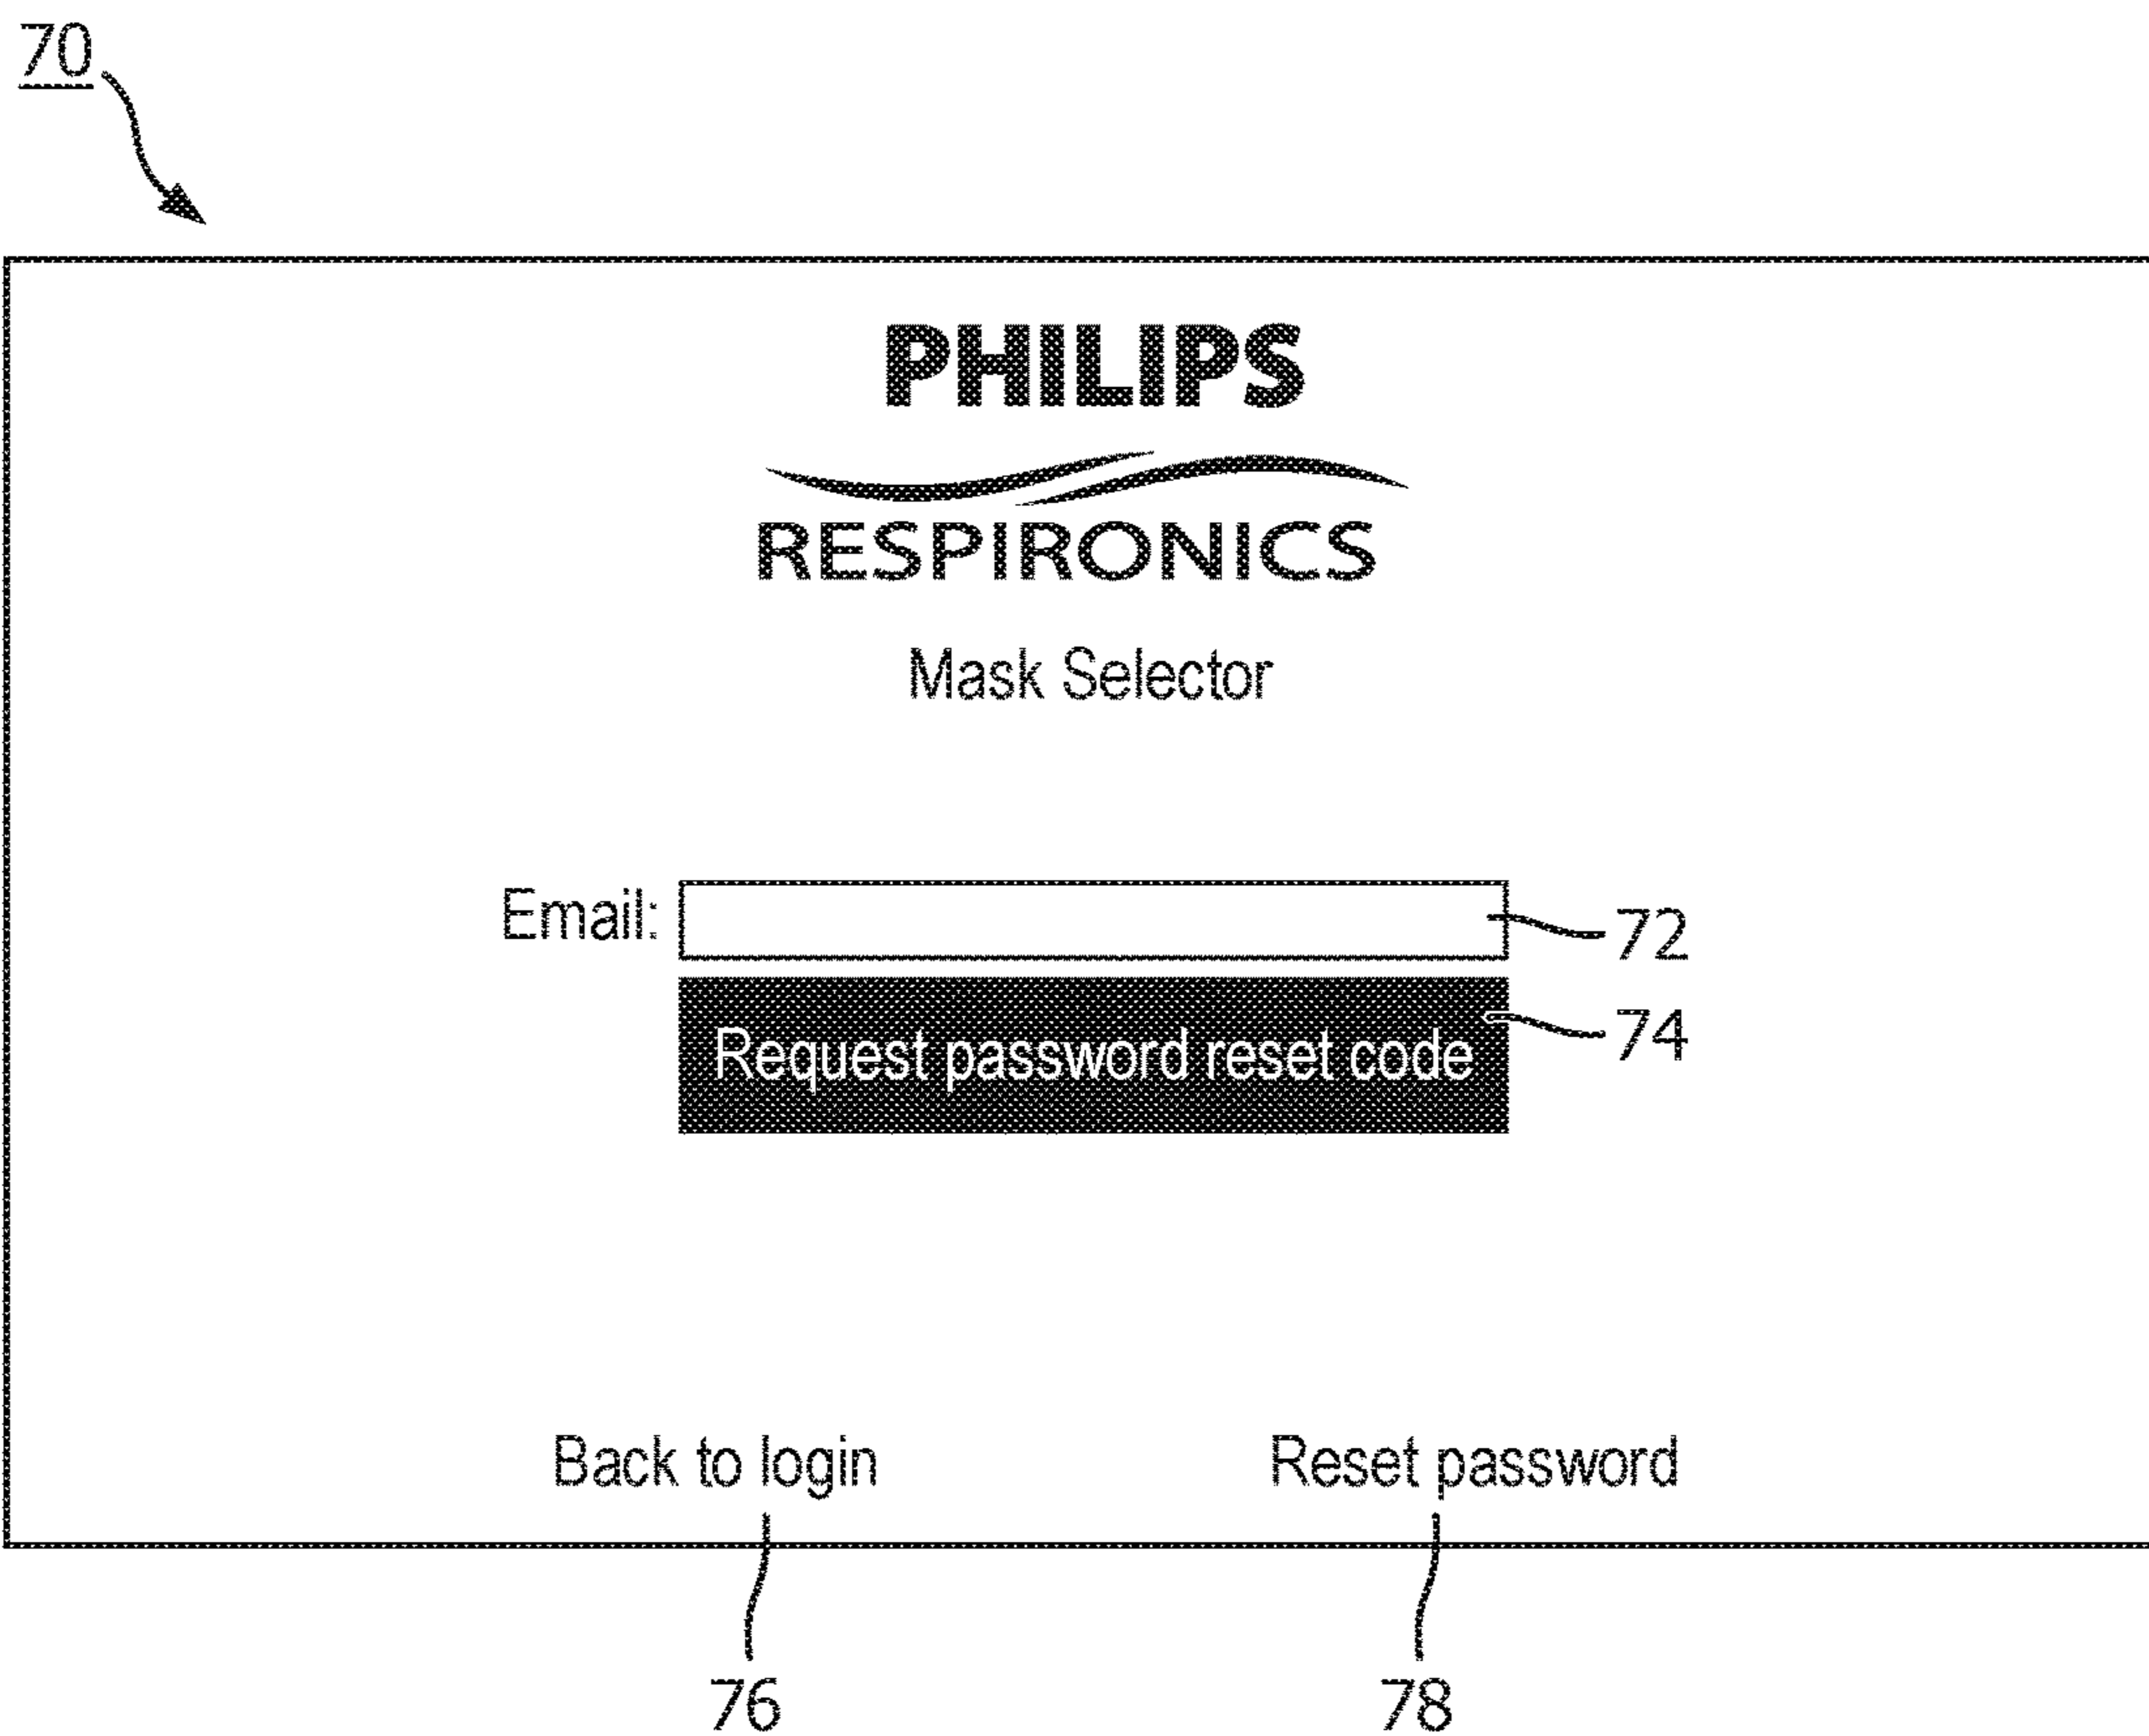 70
PHILIPS
RESPIRONICS
Mask Selector
Email:
72
Request password reset code
74
Back to login
Reset password
76
78